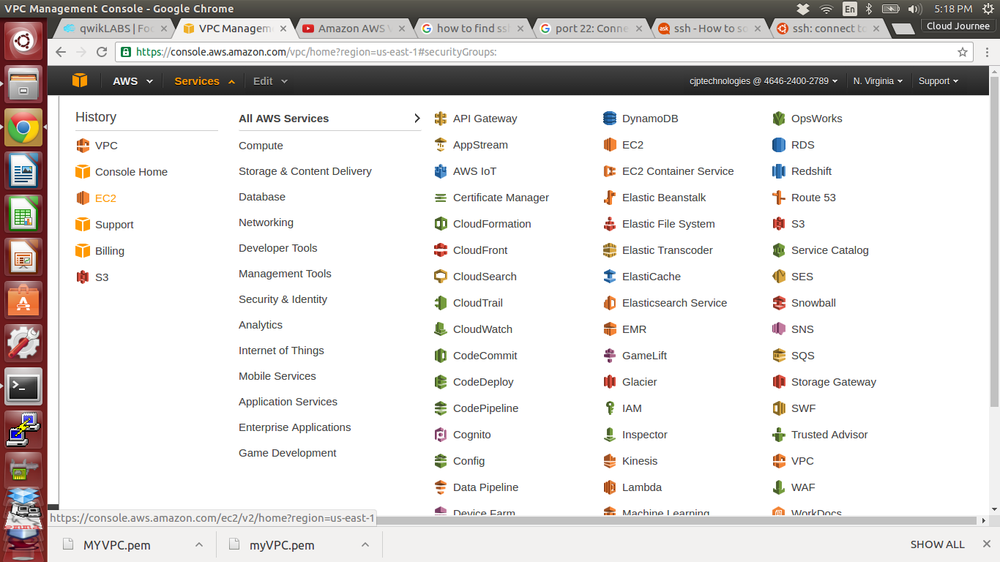 VPC Management Console - Google Chrome
En
5:18 PM
qwikLABS | Foc
VPC Managem
Amazon AWS V
how to find ssh
port 22: Conne
ask
ssh - How to so
ssh: connect to
Cloud Journee
https://console.aws.amazon.com/vpc/home?region=us-east-1#securityGroups:
AWS
Services
Edit
cjptechnologies @ 4646-2400-2789
N. Virginia
Support
History
VPC
Console Home
EC2
Support
Billing
S3
All AWS Services
Compute
Storage & Content Delivery
Database
Networking
Developer Tools
Management Tools
Security & Identity
Analytics
Internet of Things
Mobile Services
Application Services
Enterprise Applications
Game Development
API Gateway
AppStream
AWS IoT
Certificate Manager
CloudFormation
CloudFront
CloudSearch
CloudTrail
CloudWatch
CodeCommit
CodeDeploy
CodePipeline
Cognito
Config
Data Pipeline
Device Farm
DynamoDB
EC2
EC2 Container Service
Elastic Beanstalk
Elastic File System
Elastic Transcoder
ElastiCache
Elasticsearch Service
EMR
GameLift
Glacier
IAM
Inspector
Kinesis
Lambda
Machine Learning
OpsWorks
RDS
Redshift
Route 53
S3
Service Catalog
SES
Snowball
SNS
SQS
Storage Gateway
SWF
Trusted Advisor
VPC
WAF
WorkDocs
https://console.aws.amazon.com/ec2/v2/home?region=us-east-1
MYVPC.pem
myVPC.pem
SHOW ALL